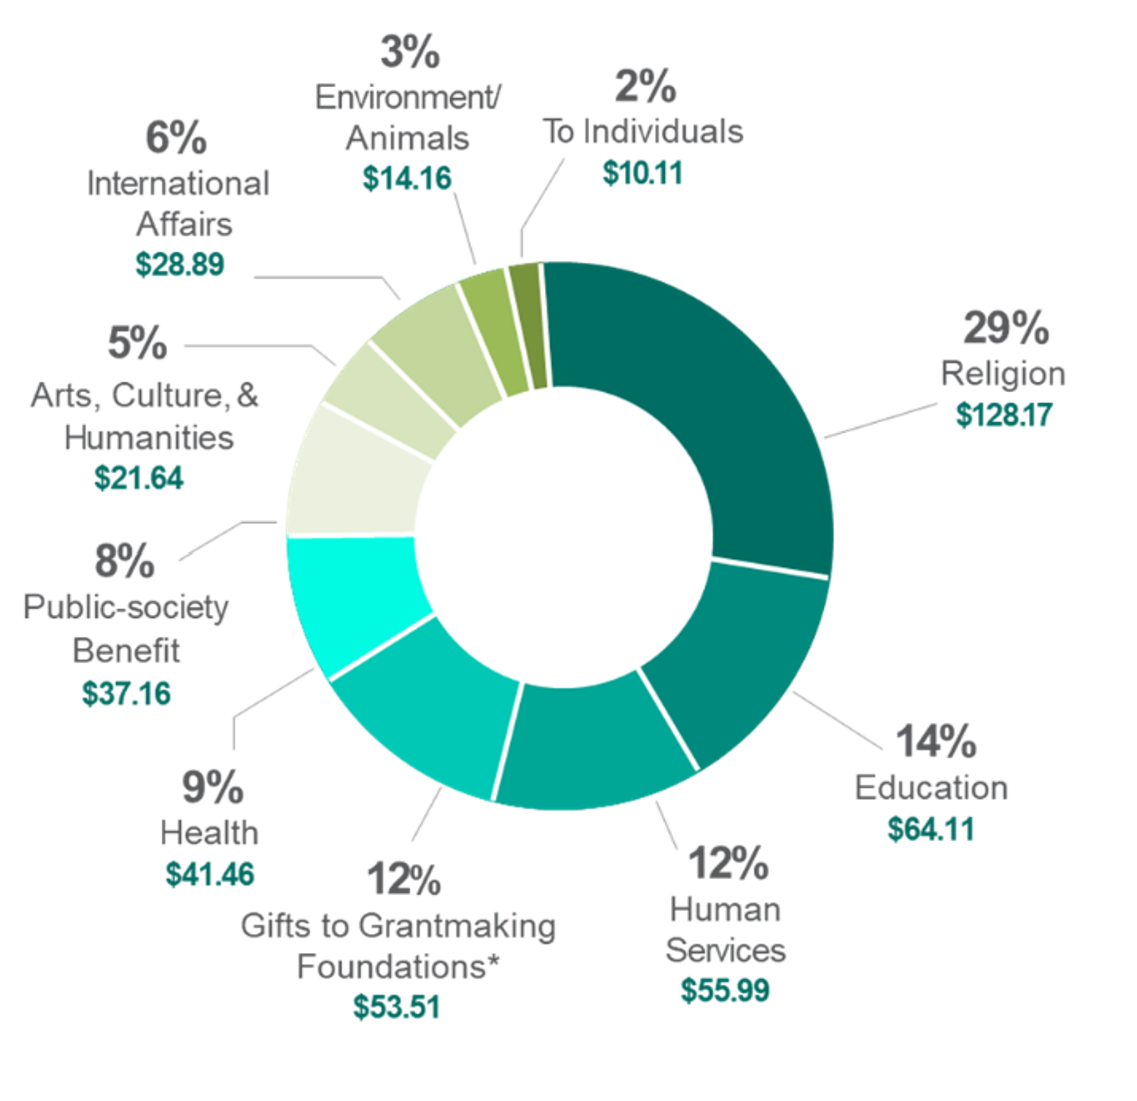 3%
Environment/
Animals
$14.16
2%
To Individuals
$10.11
6%
International
Affairs
$28.89
29%
Religion
$128.17
5%
Arts, Culture, &
Humanities
$21.64
8%
Public-society
Benefit
$37.16
14%
Education
$64.11
9%
Health
$41.46
12%
Gifts to Grantmaking
Foundations*
$53.51
12%
Human
Services
$55.99